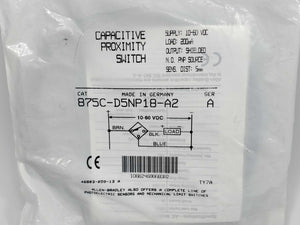 CAPACITIVE
PROXIMITY
SWITCH
SUPPLY: 10-60 VDC
LOAD: 200mA
OUTPUT: SHIELDED
N.O. PNP SOURCE
SENS. DIST: 5mm
CAT
MADE IN GERMANY
SER
875C-D5NP18-A2
A
10-60 VDC
BRN
BLK
LOAD
BLUE
TY7A
ALLEN-BRADLEY ALSO OFFERS A COMPLETE LINE OF
PHOTOELECTRIC SENSORS AND MECHANICAL LIMIT SWITCHES